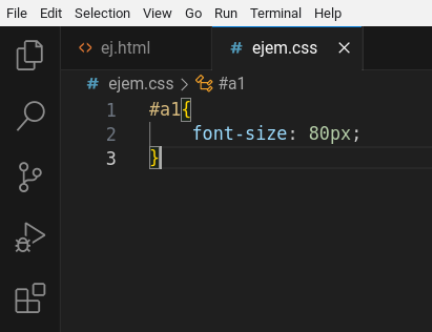 File Edit Selection View Go Run Terminal Help
<> ej.html # ejem.css ×
# ejem.css > #a1
1 #a1{
2 font-size: 80px;
3 }